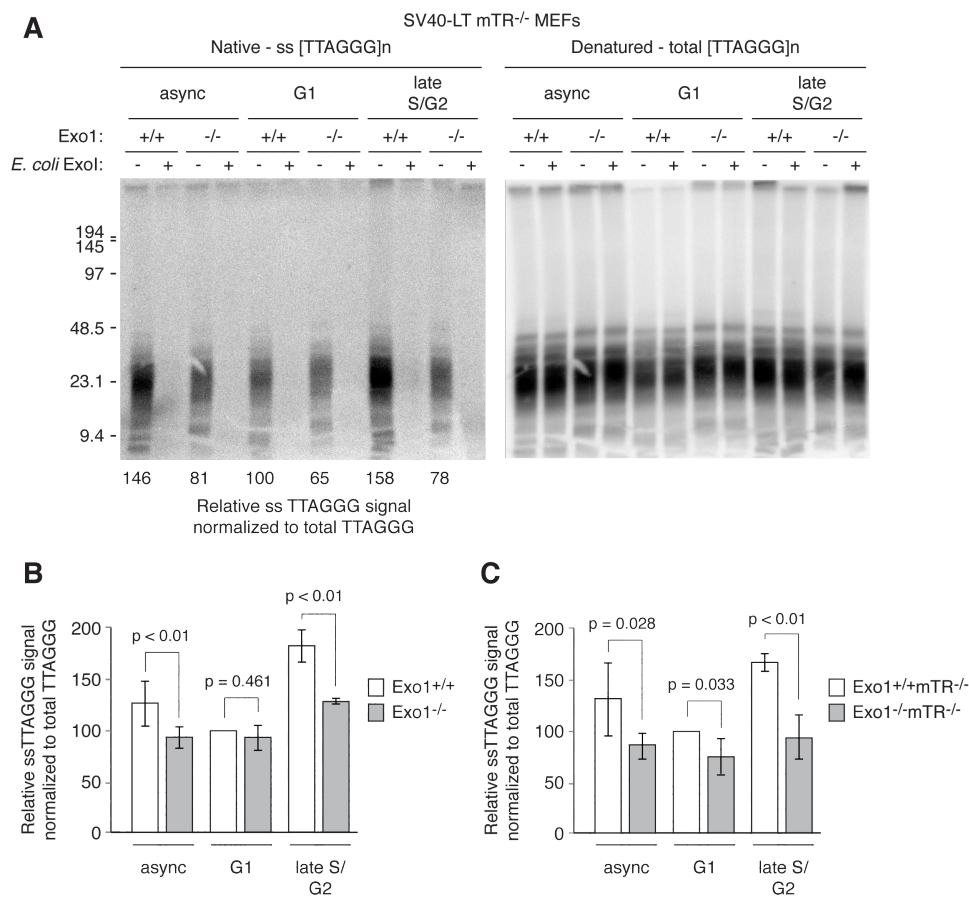 A
SV40-LT mTR-/- MEFs
Native - ss [TTAGGG]n
Denatured - total [TTAGGG]n
async G1 late S/G2 async G1 late S/G2
Exo1: +/+ -/- +/+ -/- +/+ -/- +/+ -/- +/+ -/- +/+ -/-
E. coli ExoI: - + - + - + - + - + - + - + - + - + - + - + - +
194
145
97
48.5
23.1
9.4
146 81 100 65 158 78
Relative ss TTAGGG signal
normalized to total TTAGGG
B
Relative ssTTAGGG signal
normalized to total TTAGGG
200
150
100
50
0
p < 0.01
p = 0.461
p < 0.01
Exo1+/+
Exo1-/-
async G1 late S/
G2
C
Relative ssTTAGGG signal
normalized to total TTAGGG
200
150
100
50
0
p = 0.028
p = 0.033
p < 0.01
Exo1+/+mTR-/-
Exo1-/-mTR-/-
async G1 late S/
G2